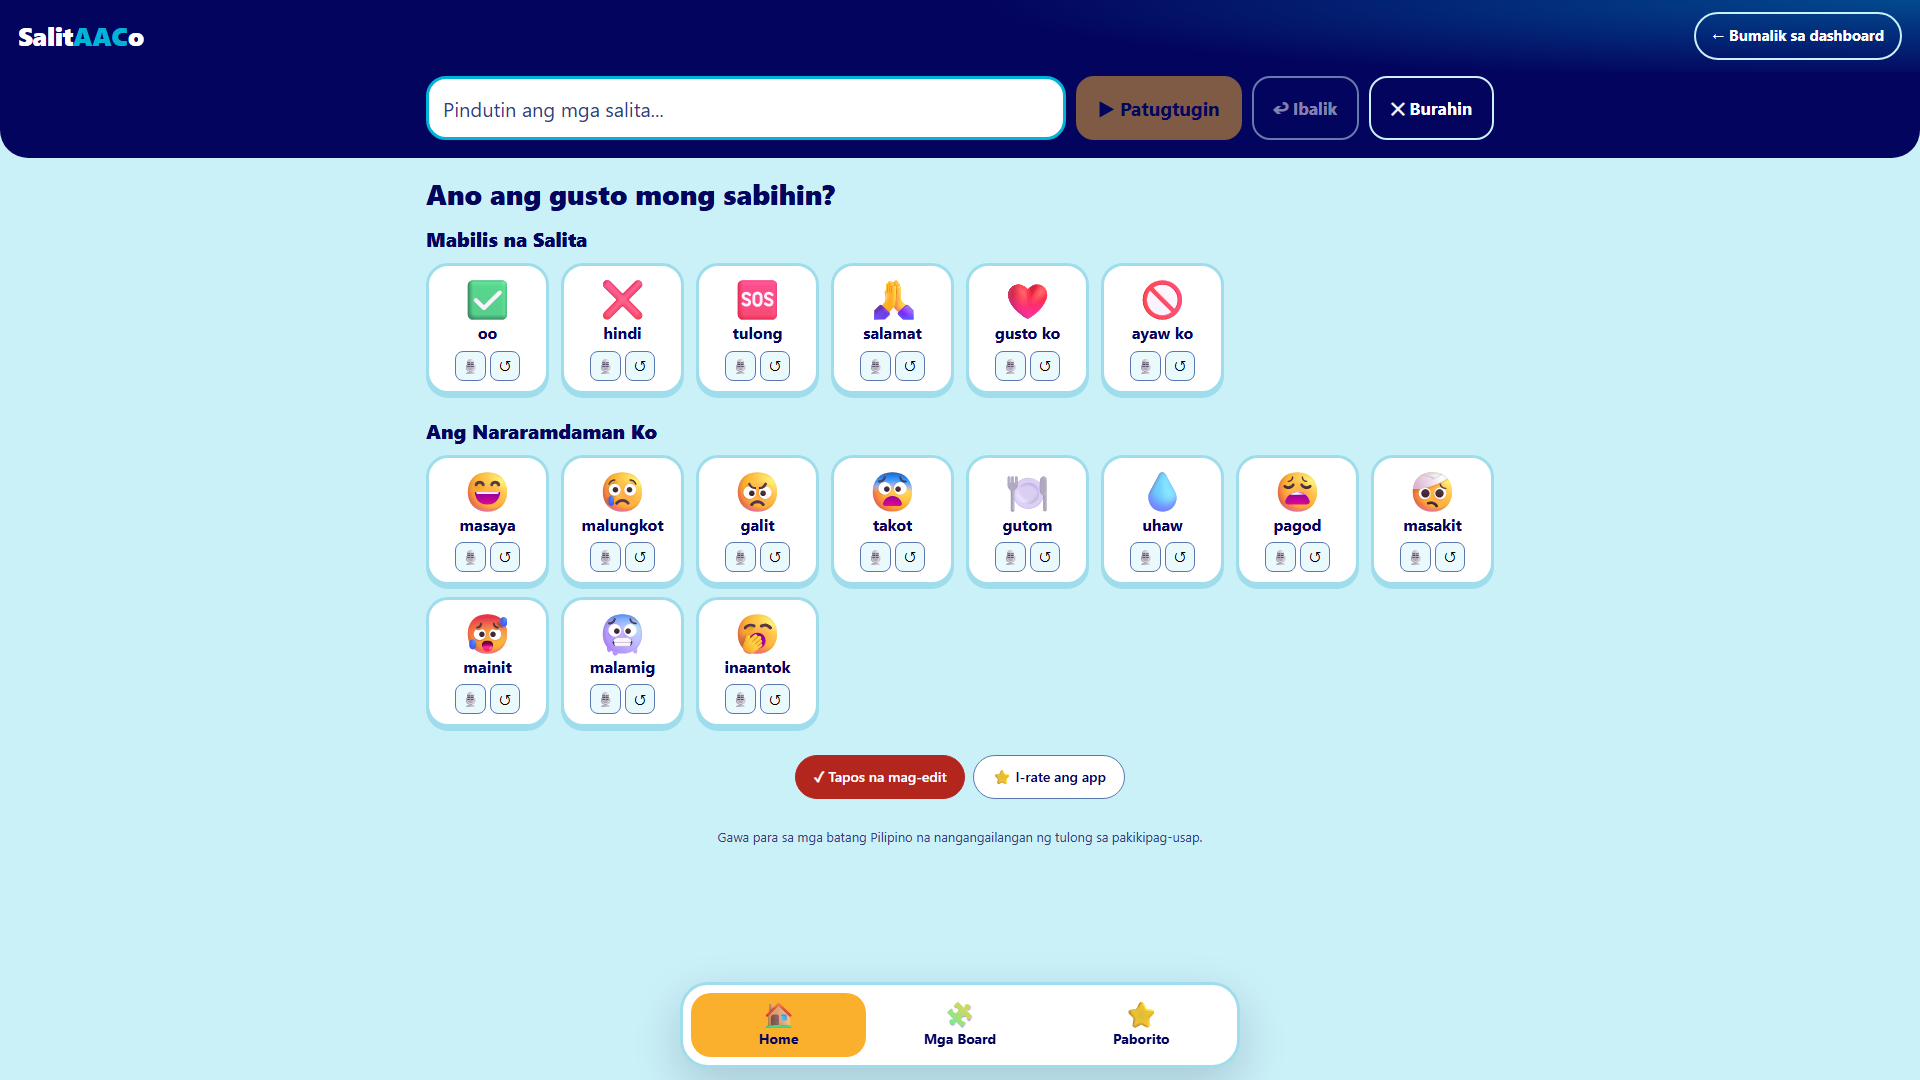 SalitAACo
← Bumalik sa dashboard
Pindutin ang mga salita...
▶ Patugtugin
↩ Ibalik
✕ Burahin
Ano ang gusto mong sabihin?
Mabilis na Salita
oo
hindi
SOS
tulong
salamat
gusto ko
ayaw ko
Ang Nararamdaman Ko
masaya
malungkot
galit
takot
gutom
uhaw
pagod
masakit
mainit
malamig
inaantok
✓ Tapos na mag-edit
⭐ I-rate ang app
Gawa para sa mga batang Pilipino na nangangailangan ng tulong sa pakikipag-usap.
Home
Mga Board
Paborito